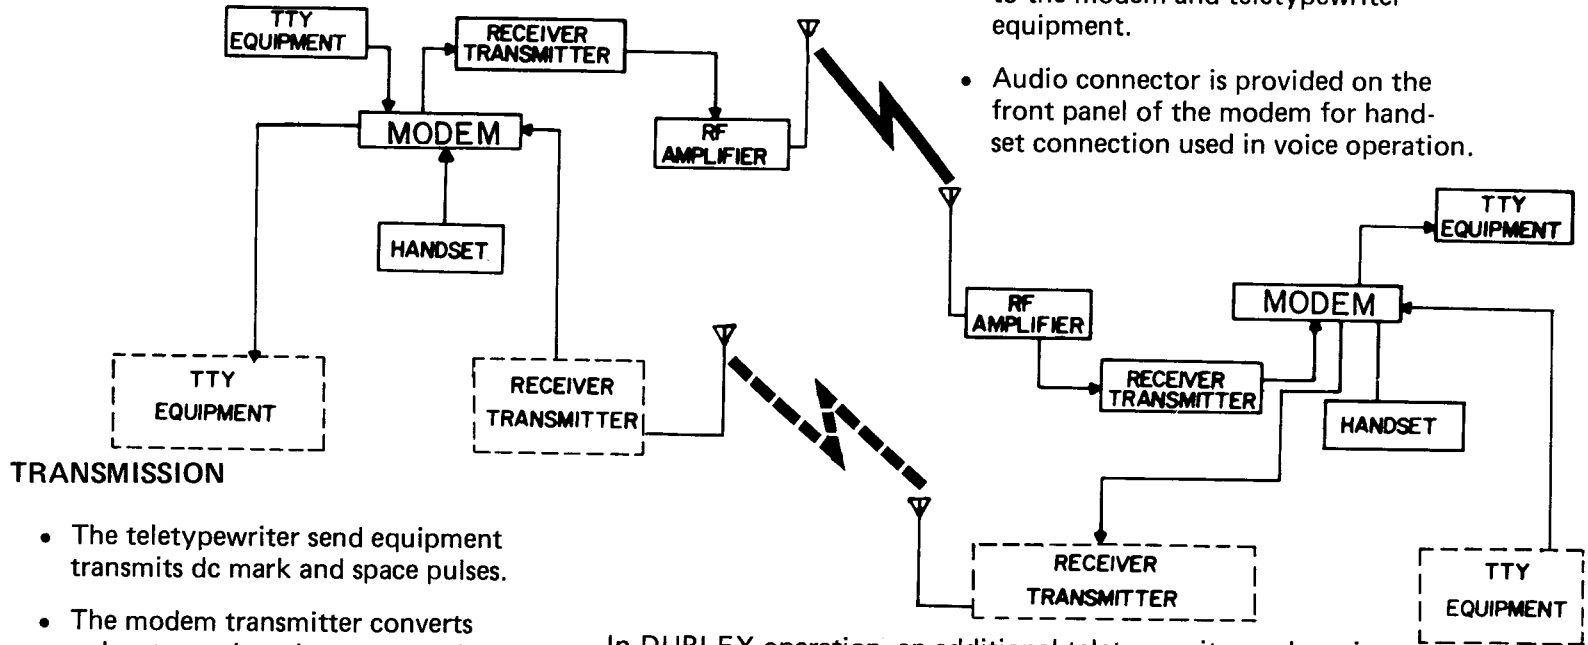 to the modem and teletypewriter
equipment.
• Audio connector is provided on the
front panel of the modem for hand-
set connection used in voice operation.
TTY
EQUIPMENT
RECEIVER
TRANSMITTER
MODEM
RF
AMPLIFIER
HANDSET
TTY
EQUIPMENT
RECEIVER
TRANSMITTER
TTY
EQUIPMENT
MODEM
RF
AMPLIFIER
RECEIVER
TRANSMITTER
HANDSET
RECEIVER
TRANSMITTER
TTY
EQUIPMENT
TRANSMISSION
• The teletypewriter send equipment
transmits dc mark and space pulses.
• The modem transmitter converts
In DUPLEX operation, an additional